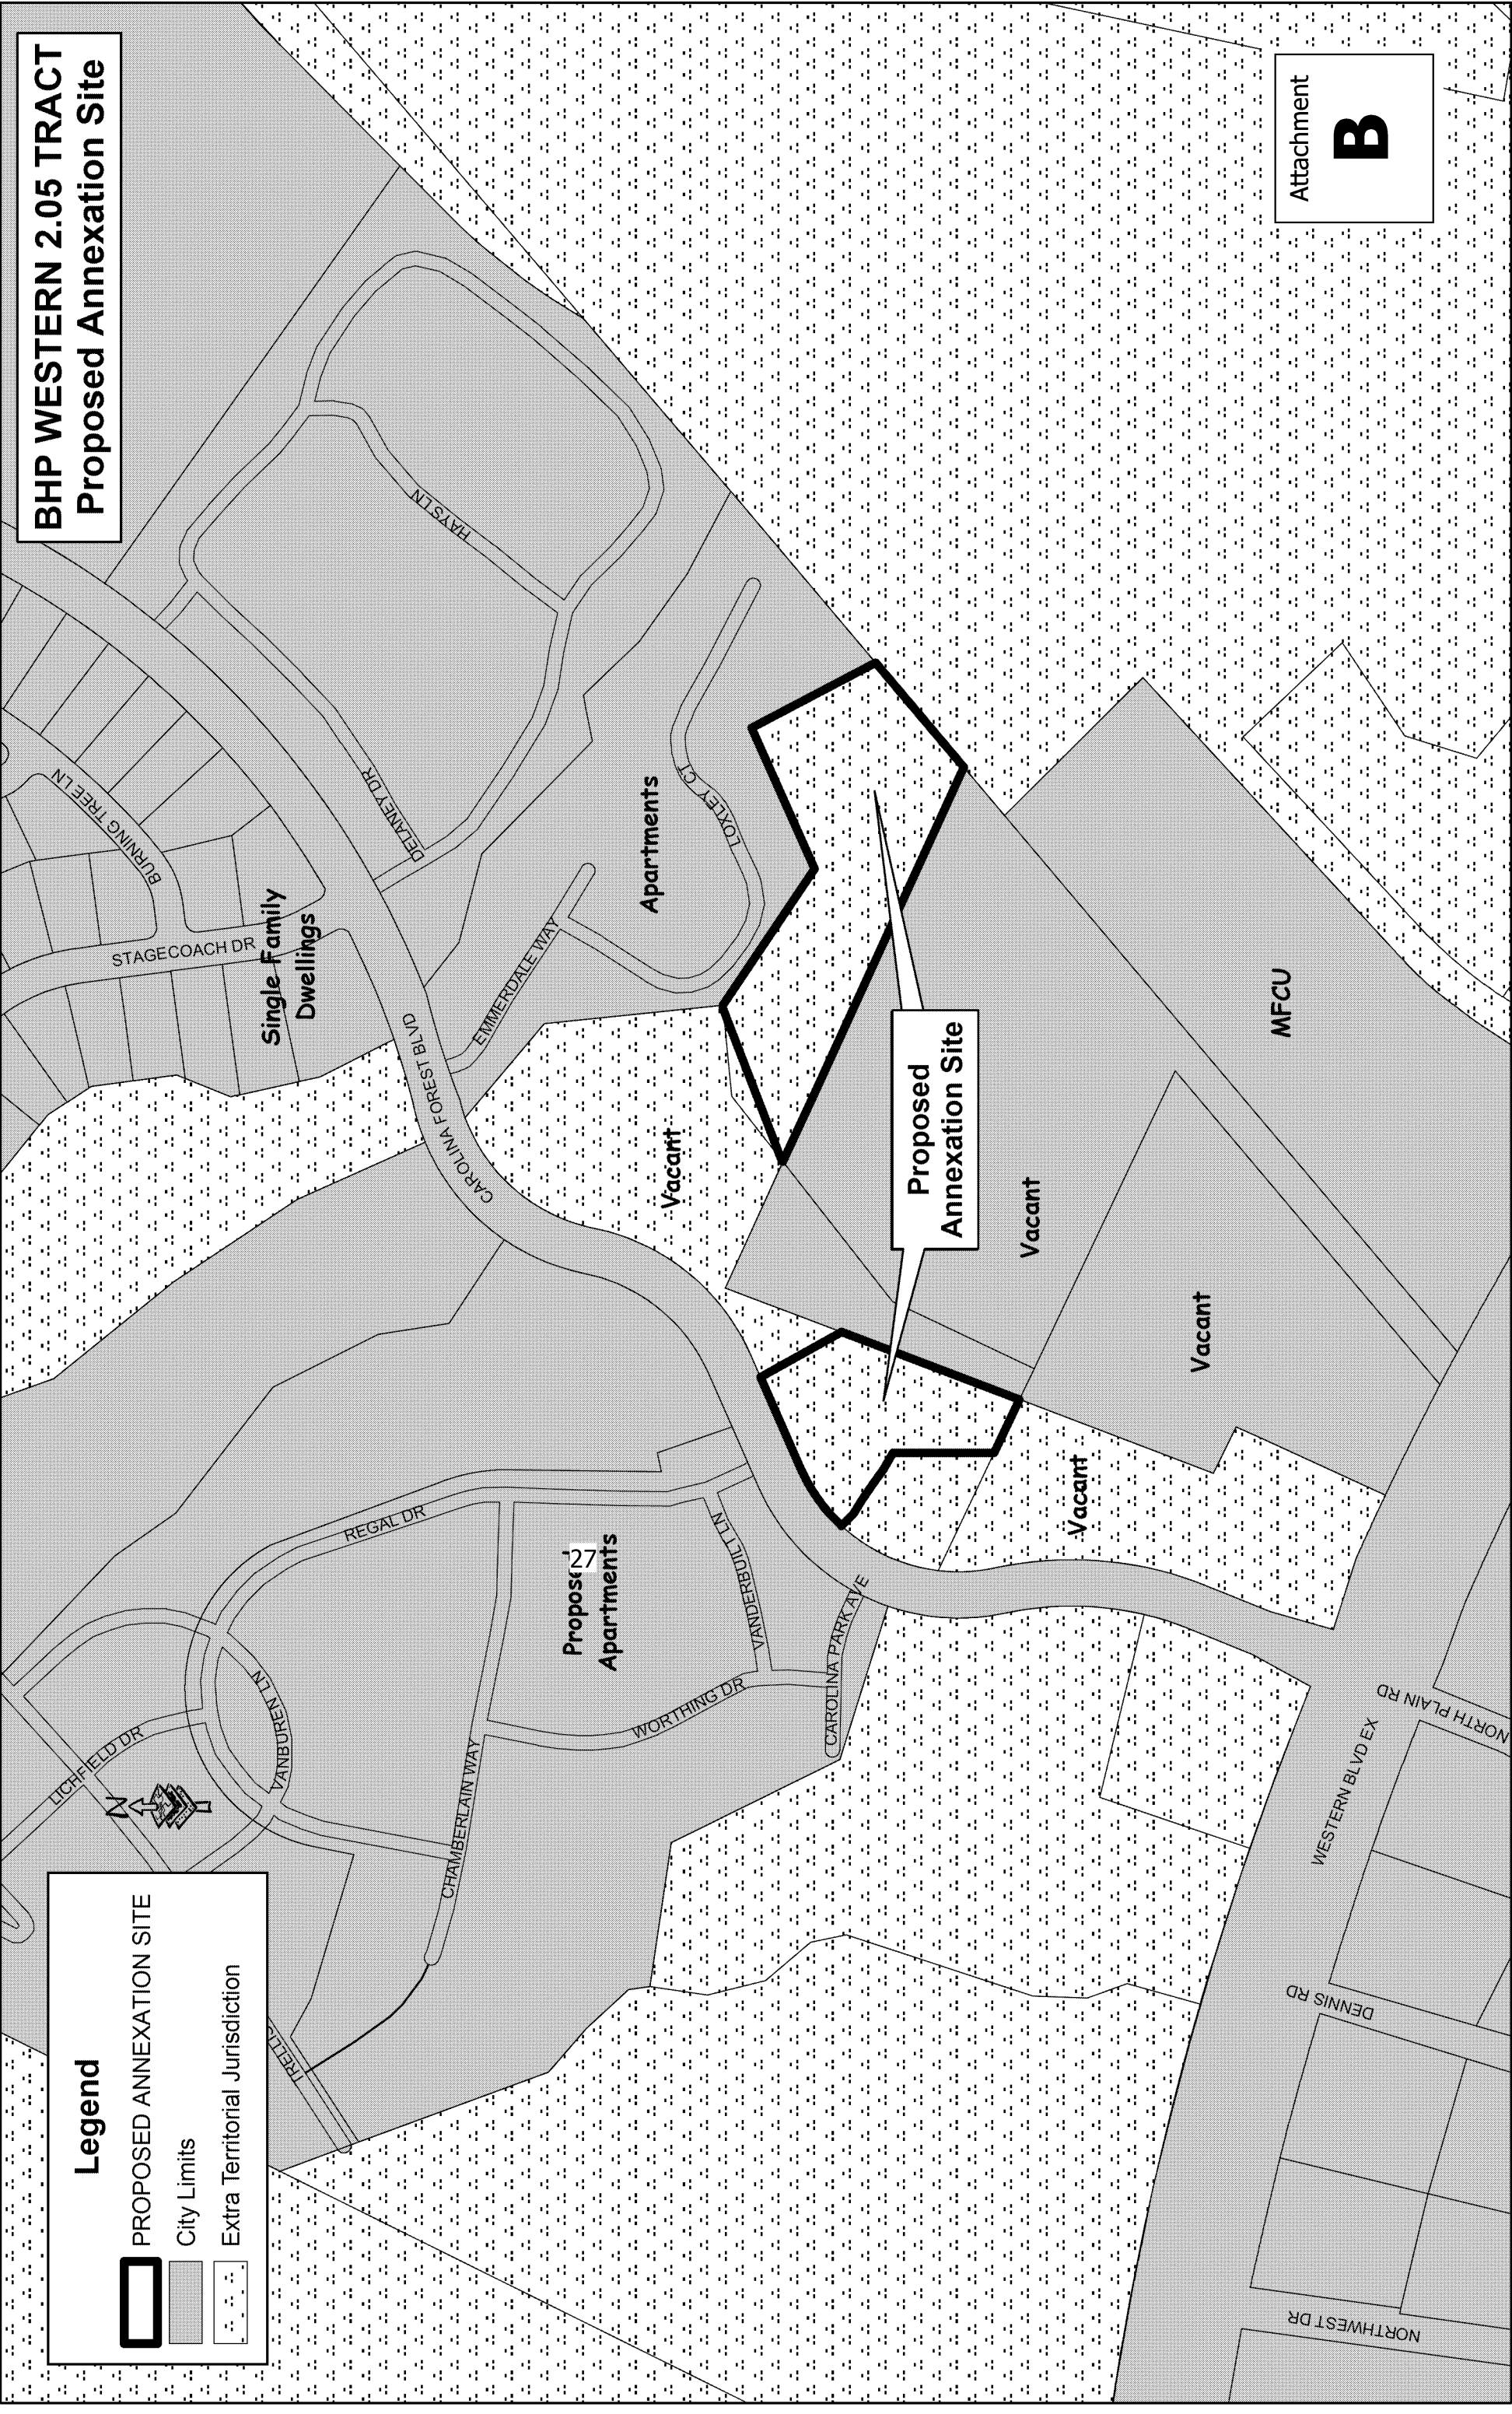 BHP WESTERN 2.05 TRACT
Proposed Annexation Site
Attachment
B
Legend
PROPOSED ANNEXATION SITE
City Limits
Extra Territorial Jurisdiction
N
LICHFIELD DR
VANBUREN LN
REGAL DR
CHAMBERLAIN WAY
WORTHING DR
VANDERBUILT LN
CAROLINA PARK AVE
27
Apartments
CAROLINA FOREST BLVD
STAGECOACH DR
BURNING TREE LN
Single Family
Dwellings
DELANEY DR
HAYS LN
EMMERDALE WAY
LOXLEY CT
Apartments
Vacant
Proposed
Annexation Site
Vacant
Vacant
Vacant
MFCU
WESTERN BLVD EX
NORTH PLAIN RD
DENNIS RD
NORTHWEST DR